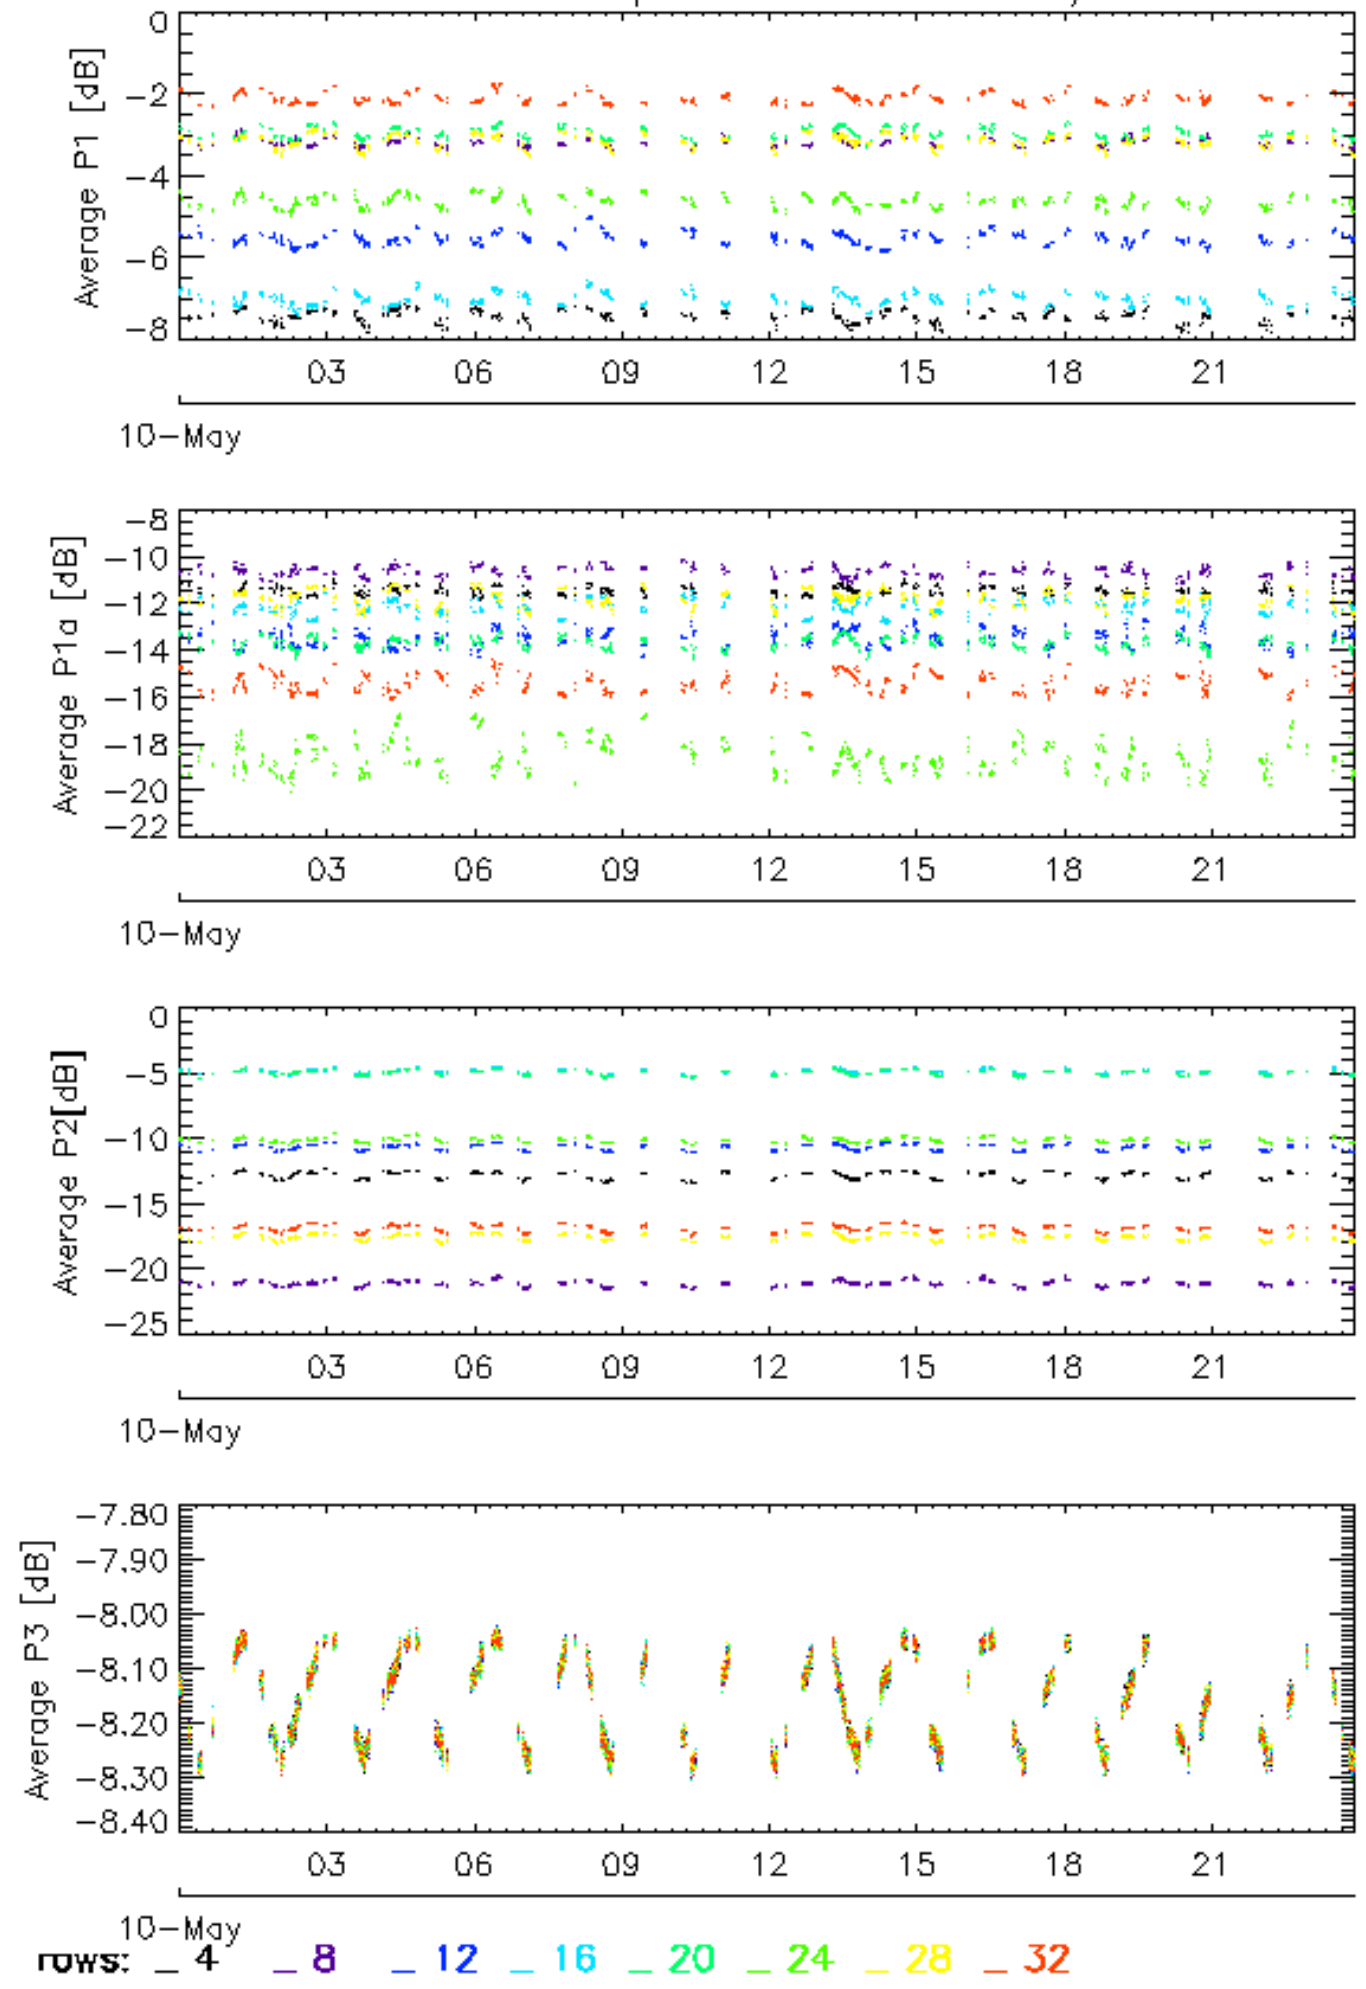 Average P1 [dB]
0
−2
−4
−6
−8
03 06 09 12 15 18 21
10−May
Average P1a [dB]
−8
−10
−12
−14
−16
−18
−20
−22
03 06 09 12 15 18 21
10−May
Average P2[dB]
0
−5
−10
−15
−20
−25
03 06 09 12 15 18 21
10−May
Average P3 [dB]
−7.80
−7.90
−8.00
−8.10
−8.20
−8.30
−8.40
03 06 09 12 15 18 21
10−May
rows: _ 4 _ 8 _ 12 _ 16 _ 20 _ 24 _ 28 _ 32